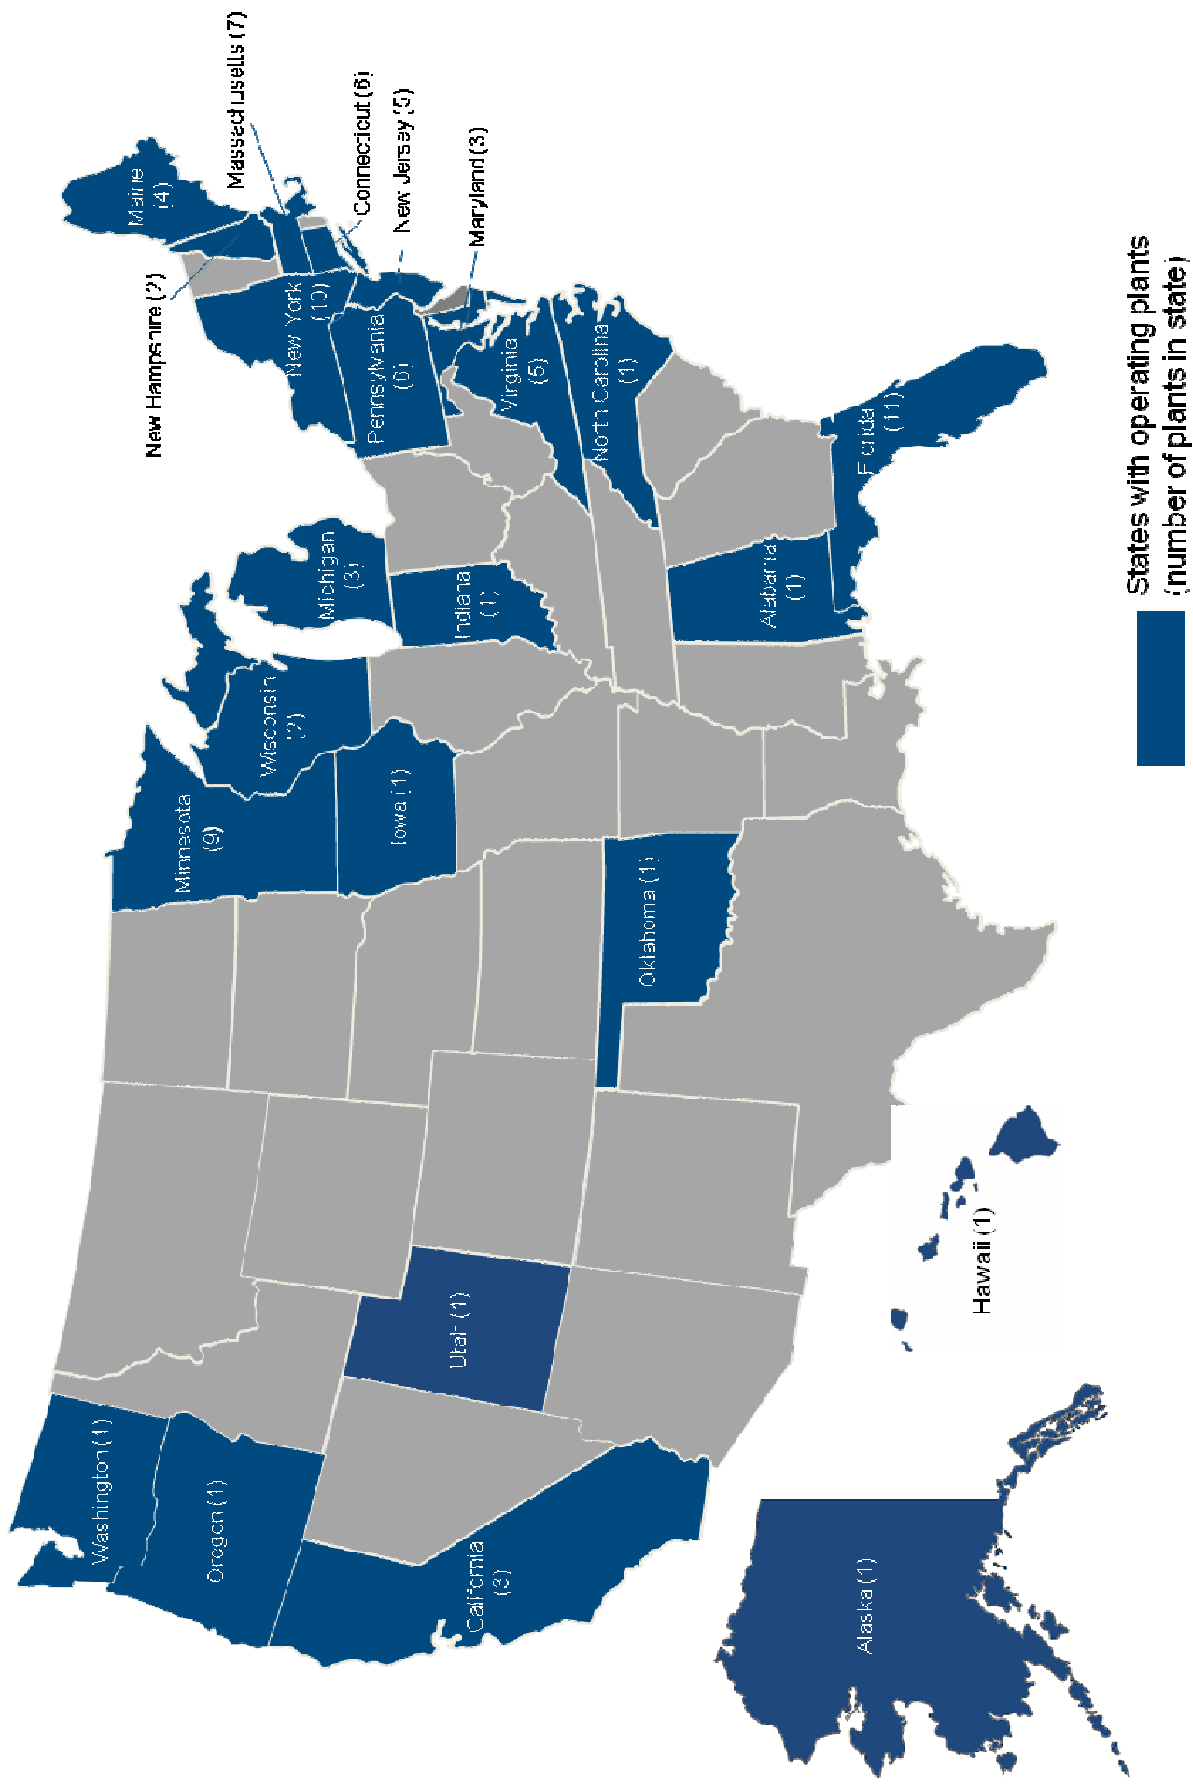 Washington (1)
Oregon (1)
California
(3)
Utah (1)
Alaska (1)
Hawaii (1)
Oklahoma (1)
Minnesota
(9)
Iowa (1)
Wisconsin
(2)
Michigan
(3)
Indiana
(1)
Alabama
(1)
Florida
(11)
North Carolina
(1)
Virginia
(5)
Pennsylvania
New York
(10)
Maine
(4)
New Hampshire (2)
Massachusetts (7)
Connecticut (6)
New Jersey (5)
Maryland (3)
States with operating plants
(number of plants in state)